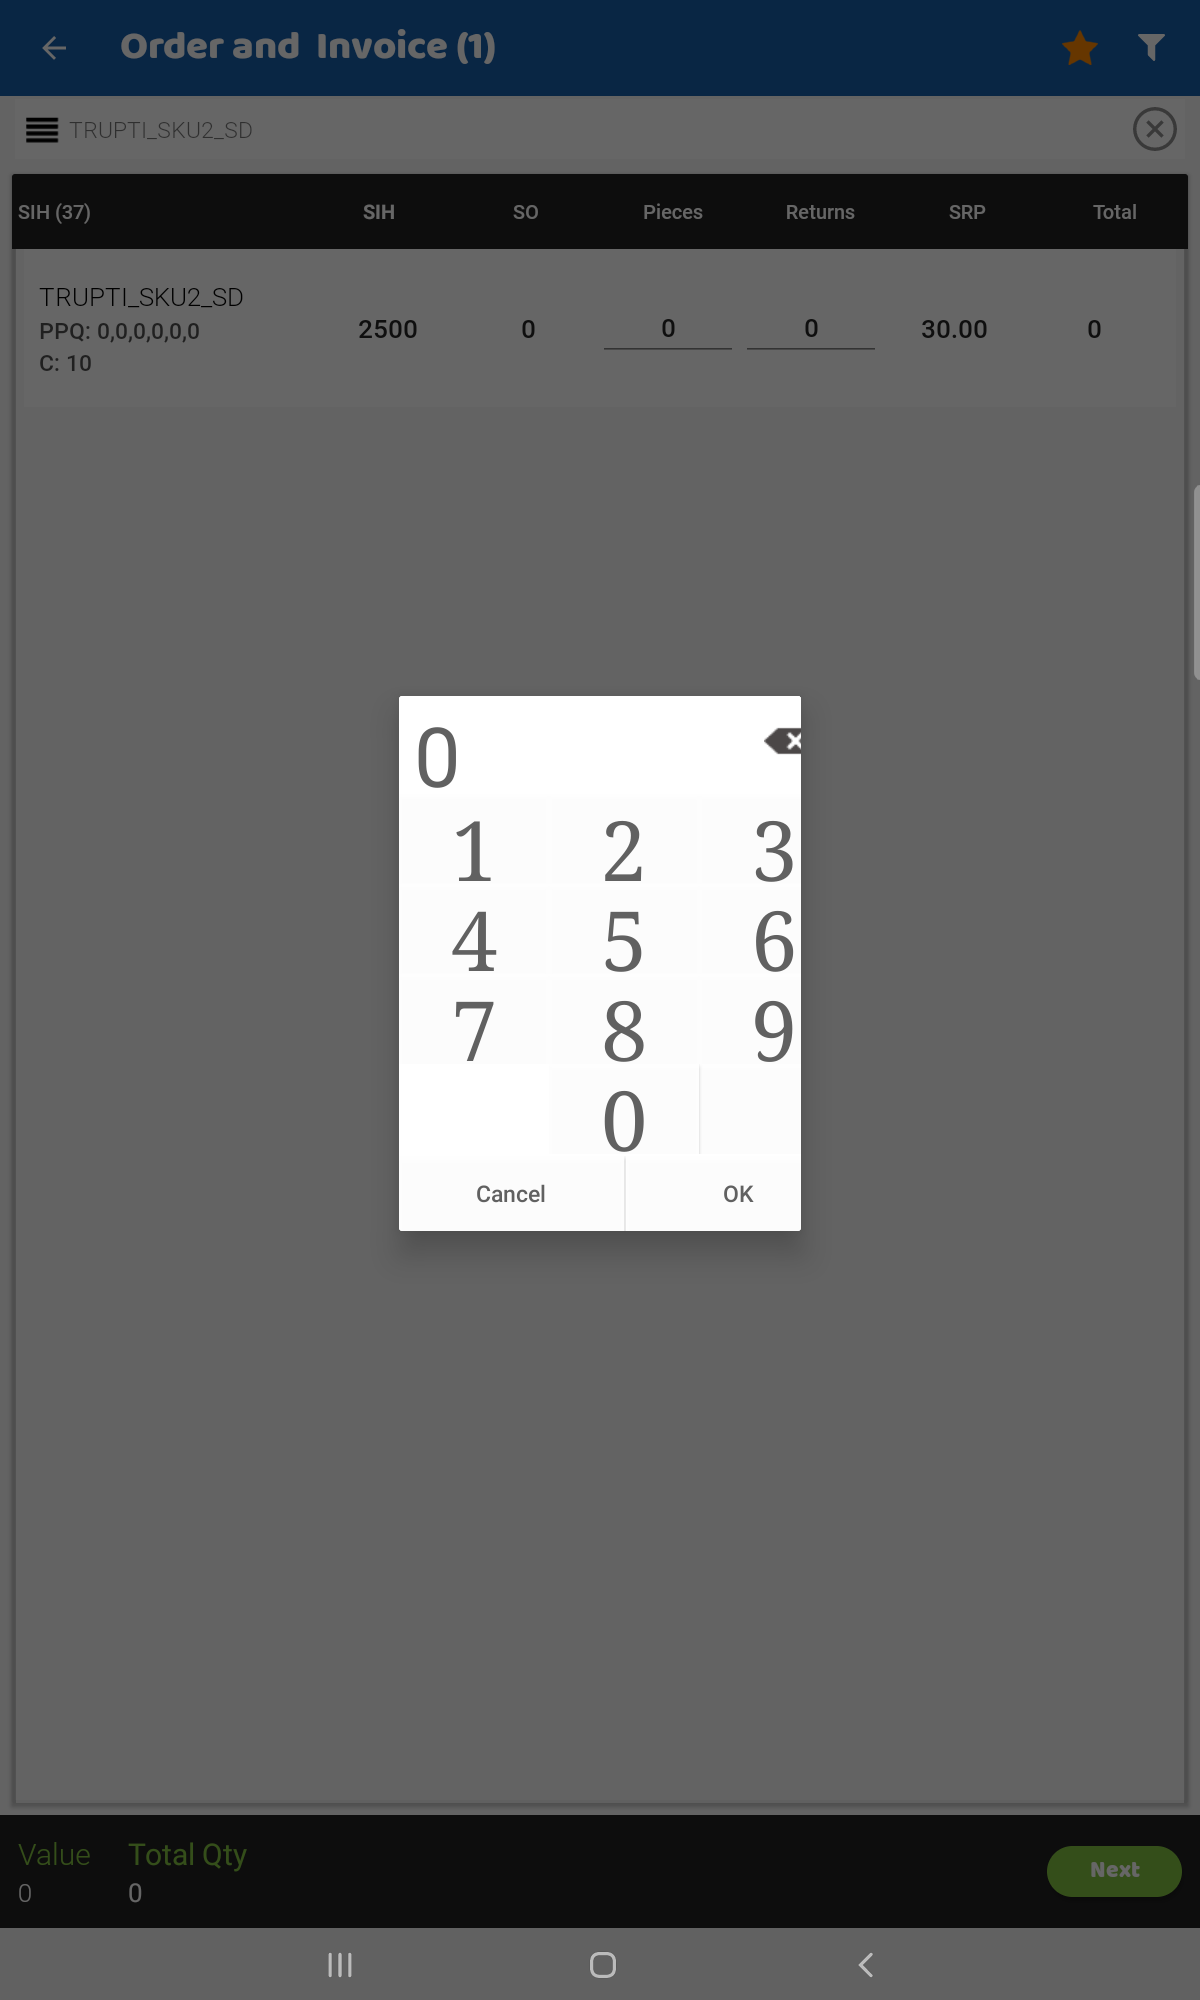 Order and Invoice (1)
TRUPTI_SKU2_SD
SIH (37) SIH SO Pieces Returns SRP Total
TRUPTI_SKU2_SD
PPQ: 0,0,0,0,0,0 2500 0 0 0 30.00 0
C: 10
0
1 2 3
4 5 6
7 8 9
0
Cancel OK
Value Total Qty
0 0
Next